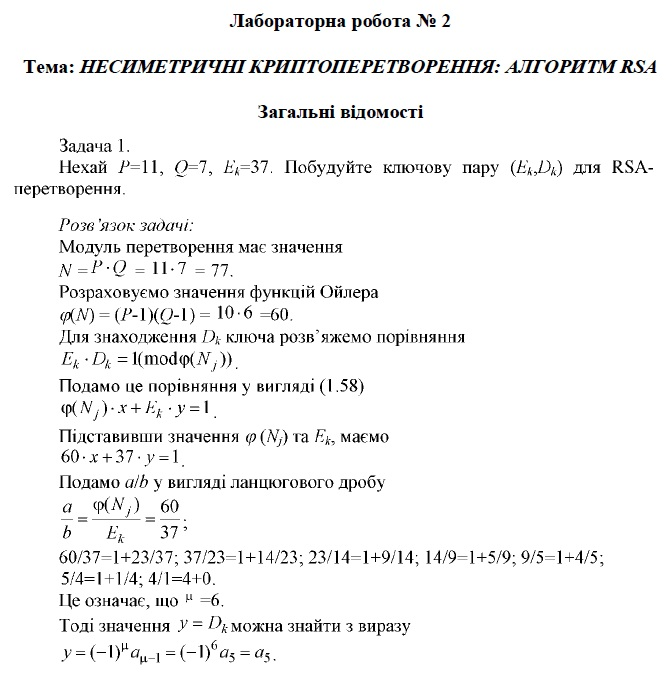 Лабораторна робота № 2
Тема: НЕСИМЕТРИЧНІ КРИПТОПЕРЕТВОРЕННЯ: АЛГОРИТМ RSA
Загальні відомості
Задача 1.
Нехай P=11, Q=7, Eₖ=37. Побудуйте ключову пару (Eₖ,Dₖ) для RSA-
перетворення.
Розв’язок задачі:
Модуль перетворення має значення
N = P · Q = 11 · 7 = 77.
Розраховуємо значення функцій Ойлера
φ(N) = (P-1)(Q-1) = 10 · 6 =60.
Для знаходження Dₖ ключа розв’яжемо порівняння
Eₖ · Dₖ = 1(modφ(Nⱼ)).
Подамо це порівняння у вигляді (1.58)
φ(Nⱼ) · x + Eₖ · y = 1.
Підставивши значення φ (Nⱼ) та Eₖ, маємо
60 · x + 37 · y = 1.
Подамо a/b у вигляді ланцюгового дробу
a/b = φ(Nⱼ)/Eₖ = 60/37;
60/37=1+23/37; 37/23=1+14/23; 23/14=1+9/14; 14/9=1+5/9; 9/5=1+4/5;
5/4=1+1/4; 4/1=4+0.
Це означає, що μ =6.
Тоді значення y = Dₖ можна знайти з виразу
y = (−1)^μ a_{μ−1} = (−1)⁶ a₅ = a₅.